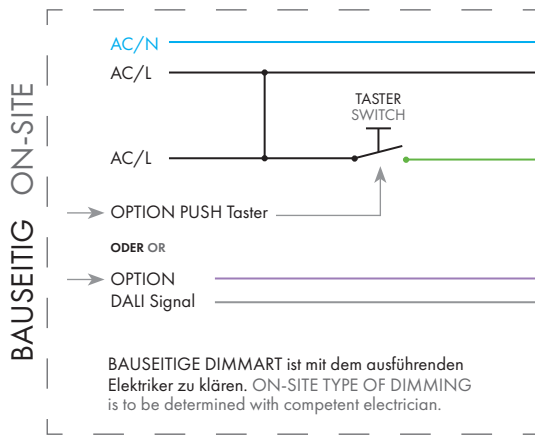 BAUSEITIG ON-SITE
AC/N
AC/L
TASTER
SWITCH
AC/L
OPTION PUSH Taster
ODER OR
OPTION
DALI Signal
BAUSEITIGE DIMMART ist mit dem ausführenden
Elektriker zu klären. ON-SITE TYPE OF DIMMING
is to be determined with competent electrician.